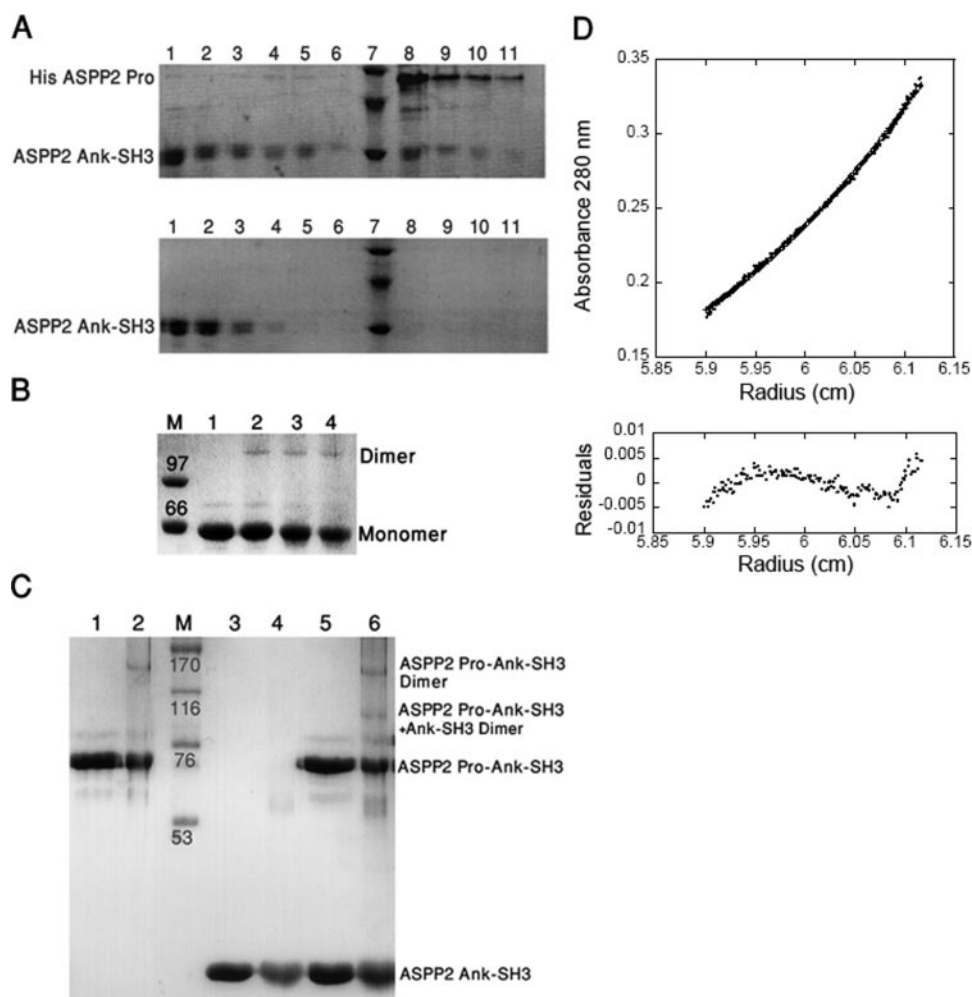 A
1 2 3 4 5 6 7 8 9 10 11
His ASPP2 Pro
ASPP2 Ank-SH3
1 2 3 4 5 6 7 8 9 10 11
ASPP2 Ank-SH3
B
M 1 2 3 4
97
66
Dimer
Monomer
C
1 2 M 3 4 5 6
170
116
76
53
ASPP2 Pro-Ank-SH3
Dimer
ASPP2 Pro-Ank-SH3
+Ank-SH3 Dimer
ASPP2 Pro-Ank-SH3
ASPP2 Ank-SH3
D
Absorbance 280 nm
0.35
0.3
0.25
0.2
0.15
5.85 5.9 5.95 6 6.05 6.1 6.15
Radius (cm)
Residuals
0.01
0.005
0
-0.005
-0.01
5.85 5.9 5.95 6 6.05 6.1 6.15
Radius (cm)